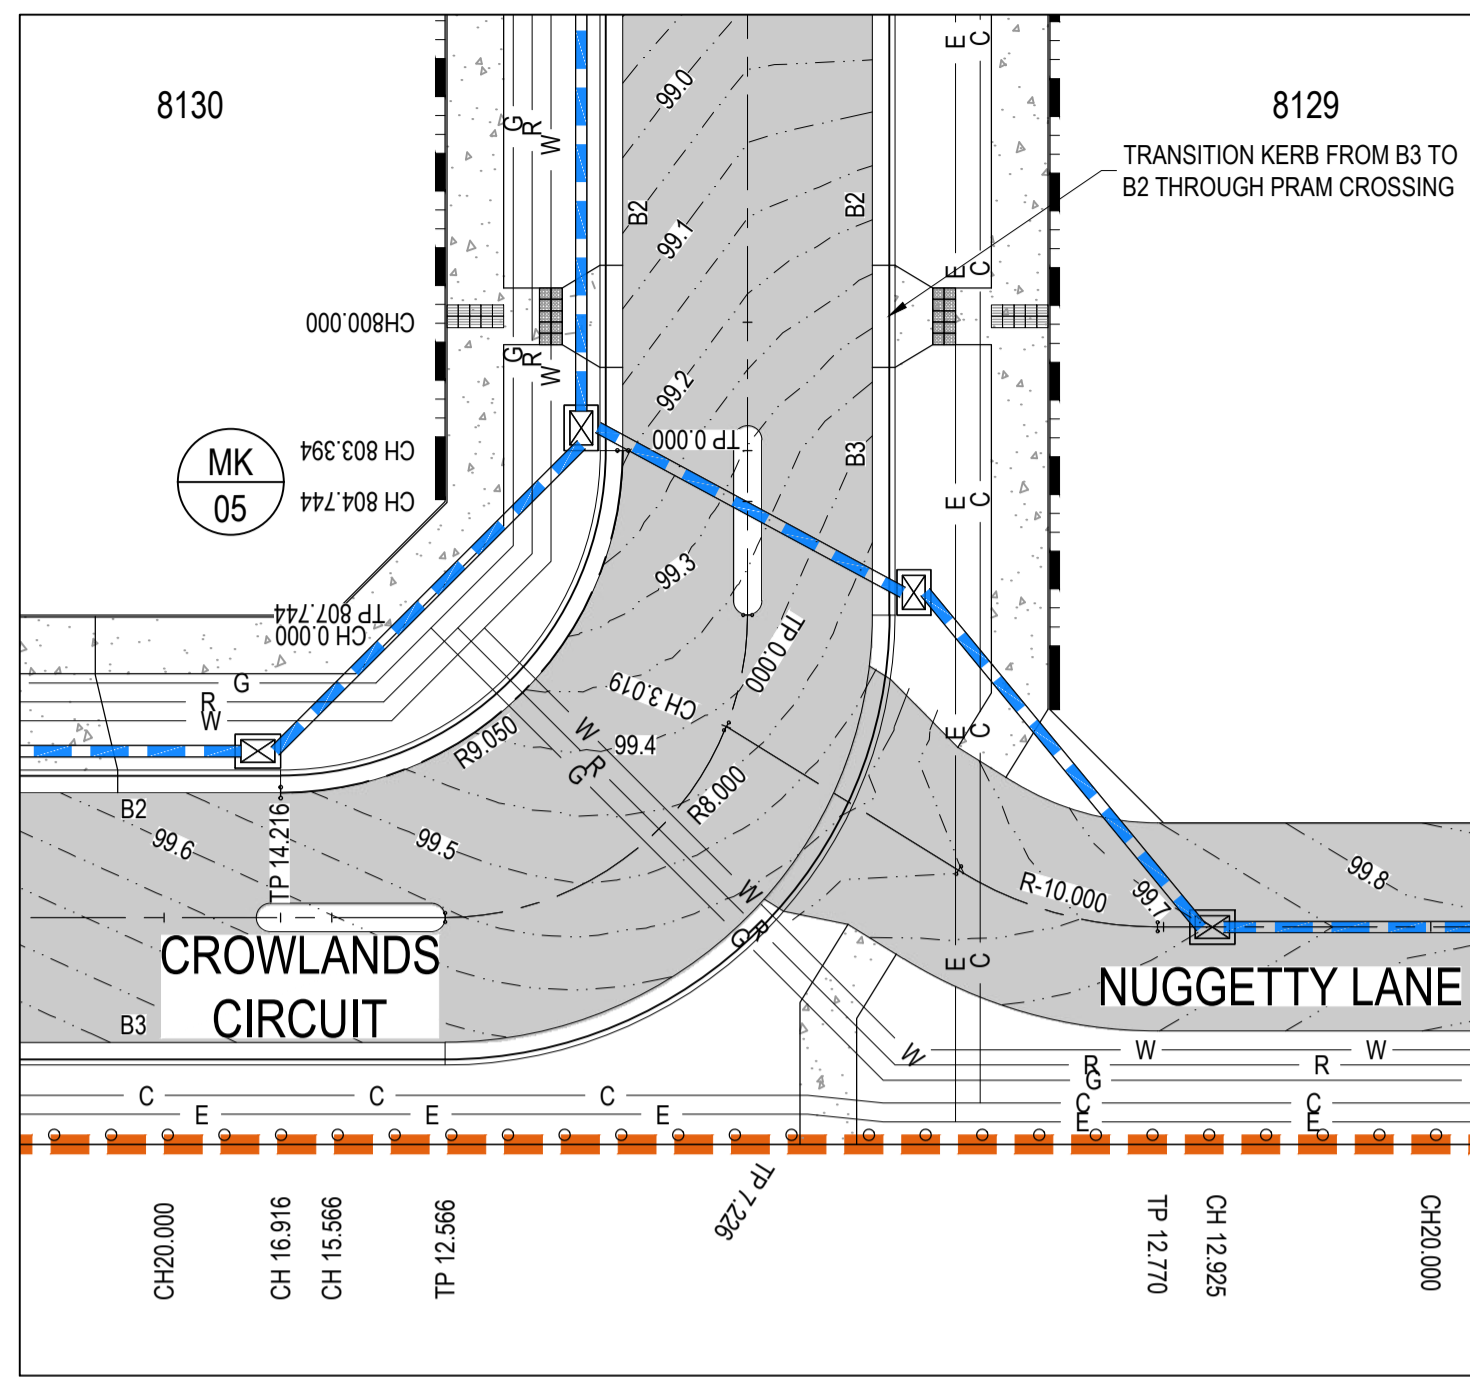 8130
8129
TRANSITION KERB FROM B3 TO
B2 THROUGH PRAM CROSSING
E
C
G
R
W
99.0
B2
B2
99.1
E
C
CH800.000
G
R
W
99.2
TP 0.000
CH 803.394
MK
05
CH 804.744
B3
E
C
99.3
TP 807.744
CH 0.000
TP 0.000
CH 3.019
G
R
W
R9.050
W
R
G
99.4
E
C
R8.000
B2
99.6
TP 14.216
99.5
99.8
R-10.000
99.7
W
R
G
CROWLANDS
CIRCUIT
B3
E
C
NUGGETTY LANE
W
W
W
R
R
G
C
C
C
C
C
E
E
E
E
E
TP 7.226
CH20.000
CH 16.916
CH 15.566
TP 12.566
TP 12.770
CH 12.925
CH20.000